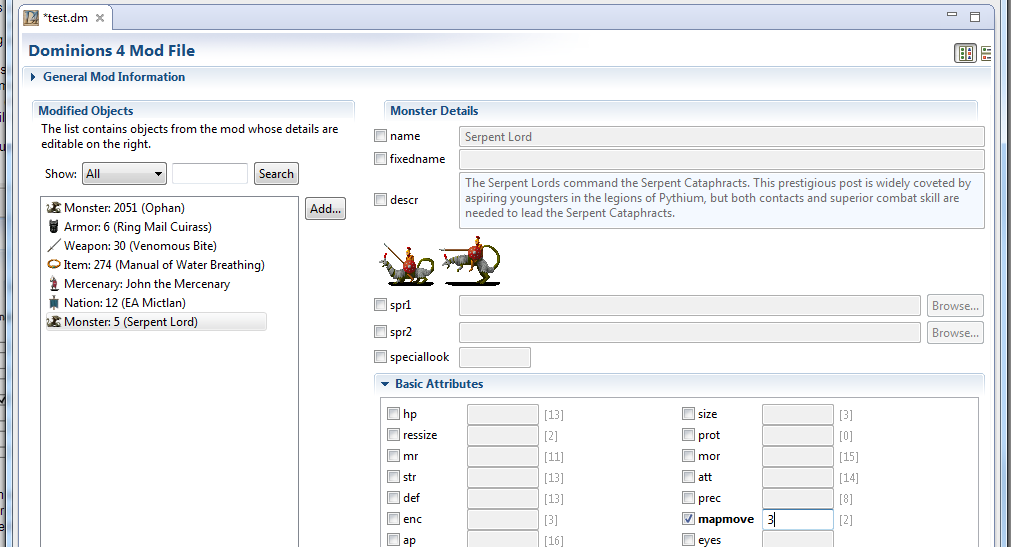 *test.dm
Dominions 4 Mod File
General Mod Information
Modified Objects
The list contains objects from the mod whose details are
editable on the right.
Show: All Search
Monster: 2051 (Ophan)
Armor: 6 (Ring Mail Cuirass)
Weapon: 30 (Venomous Bite)
Item: 274 (Manual of Water Breathing)
Mercenary: John the Mercenary
Nation: 12 (EA Mictlan)
Monster: 5 (Serpent Lord)
Add...
Monster Details
name Serpent Lord
fixedname
descr
The Serpent Lords command the Serpent Cataphracts. This prestigious post is widely coveted by
aspiring youngsters in the legions of Pythium, but both contacts and superior combat skill are
needed to lead the Serpent Cataphracts.
spr1 Browse...
spr2 Browse...
speciallook
Basic Attributes
hp [13] size [3]
ressize [2] prot [0]
mr [11] mor [15]
str [13] att [14]
def [13] prec [8]
enc [3] mapmove 3 [2]
ap [16] eyes